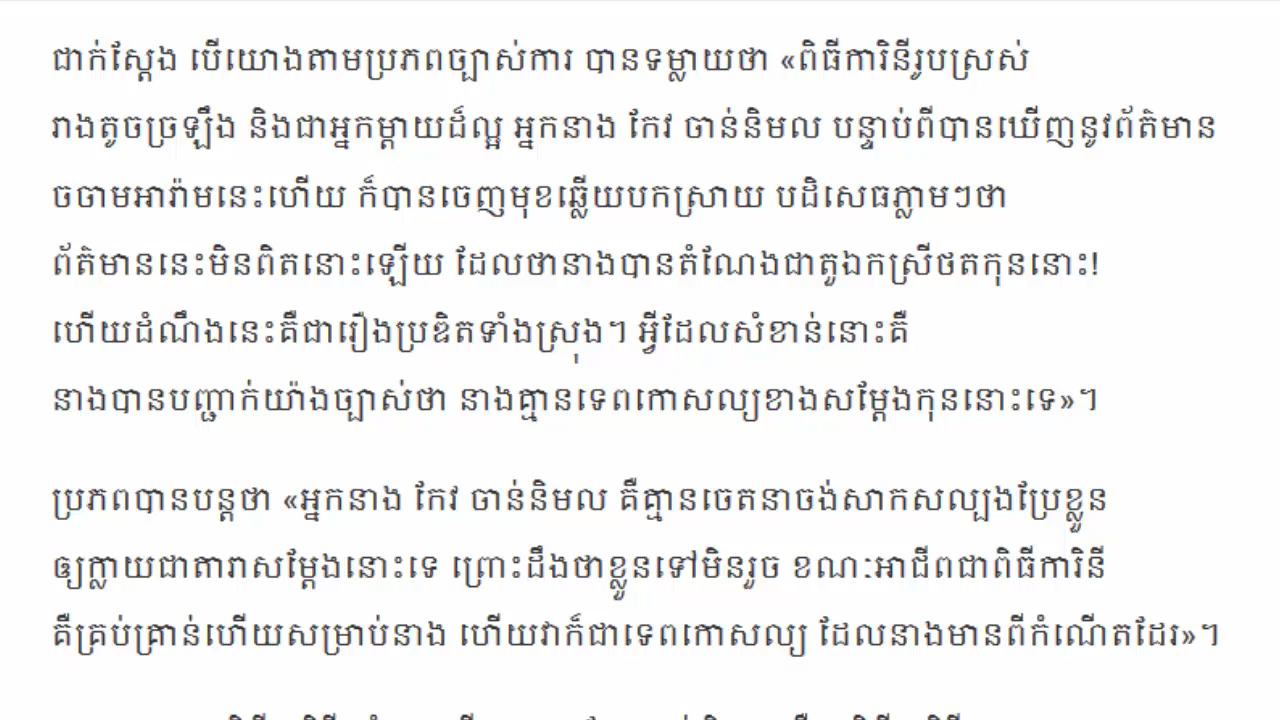 ជាក់ស្តែង បើយោងតាមប្រភពច្បាស់ការ បានទម្លាយថា «ពិធីការិនីរូបស្រស់
រាងតូចច្រឡឹង និងជាអ្នកម្តាយដ៏ល្អ អ្នកនាង កែវ ចាន់និមល បន្ទាប់ពីបានឃើញនូវព័ត៌មាន
ចចាមអារ៉ាមនេះហើយ ក៏បានចេញមុខឆ្លើយបកស្រាយ បដិសេធភ្លាមៗថា
ព័ត៌មាននេះមិនពិតនោះឡើយ ដែលថានាងបានតំណែងជាតួឯកស្រីថតកុននោះ!
ហើយដំណឹងនេះគឺជារឿងប្រឌិតទាំងស្រុង។ អ្វីដែលសំខាន់នោះគឺ
នាងបានបញ្ជាក់យ៉ាងច្បាស់ថា នាងគ្មានទេពកោសល្យខាងសម្តែងកុននោះទេ»។
ប្រភពបានបន្តថា «អ្នកនាង កែវ ចាន់និមល គឺគ្មានចេតនាចង់សាកសល្បងប្រែខ្លួន
ឲ្យក្លាយជាតារាសម្តែងនោះទេ ព្រោះដឹងថាខ្លួនទៅមិនរួច ខណៈអាជីពជាពិធីការិនី
គឺគ្រប់គ្រាន់ហើយសម្រាប់នាង ហើយវាក៏ជាទេពកោសល្យ ដែលនាងមានពីកំណើតដែរ»។